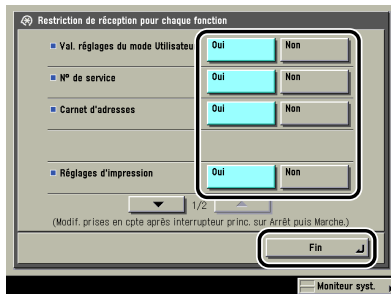 Restriction de réception pour chaque fonction
Val. réglages du mode Utilisateur Oui Non
Nº de service Oui Non
Carnet d'adresses Oui Non
Réglages d'impression Oui Non
1/2
(Modif. prises en cpte après interrupteur princ. sur Arrêt puis Marche.)
Fin
Moniteur syst.